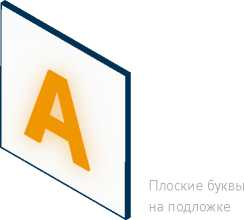 А
Плоские буквы
на подложке